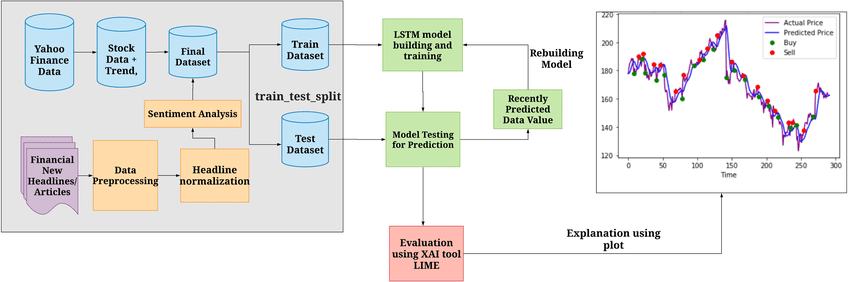 Yahoo
Finance
Data
Stock
Data +
Trend,
Final
Dataset
Train
Dataset
LSTM model
building and
training
Rebuilding
Model
Sentiment Analysis
train_test_split
Recently
Predicted
Data Value
Financial
New
Headlines/
Articles
Data
Preprocessing
Headline
normalization
Test
Dataset
Model Testing
for Prediction
Evaluation
using XAI tool
LIME
Explanation using
plot
Actual Price
Predicted Price
Buy
Sell
220
200
180
160
140
120
0 50 100 150 200 250 300
Time